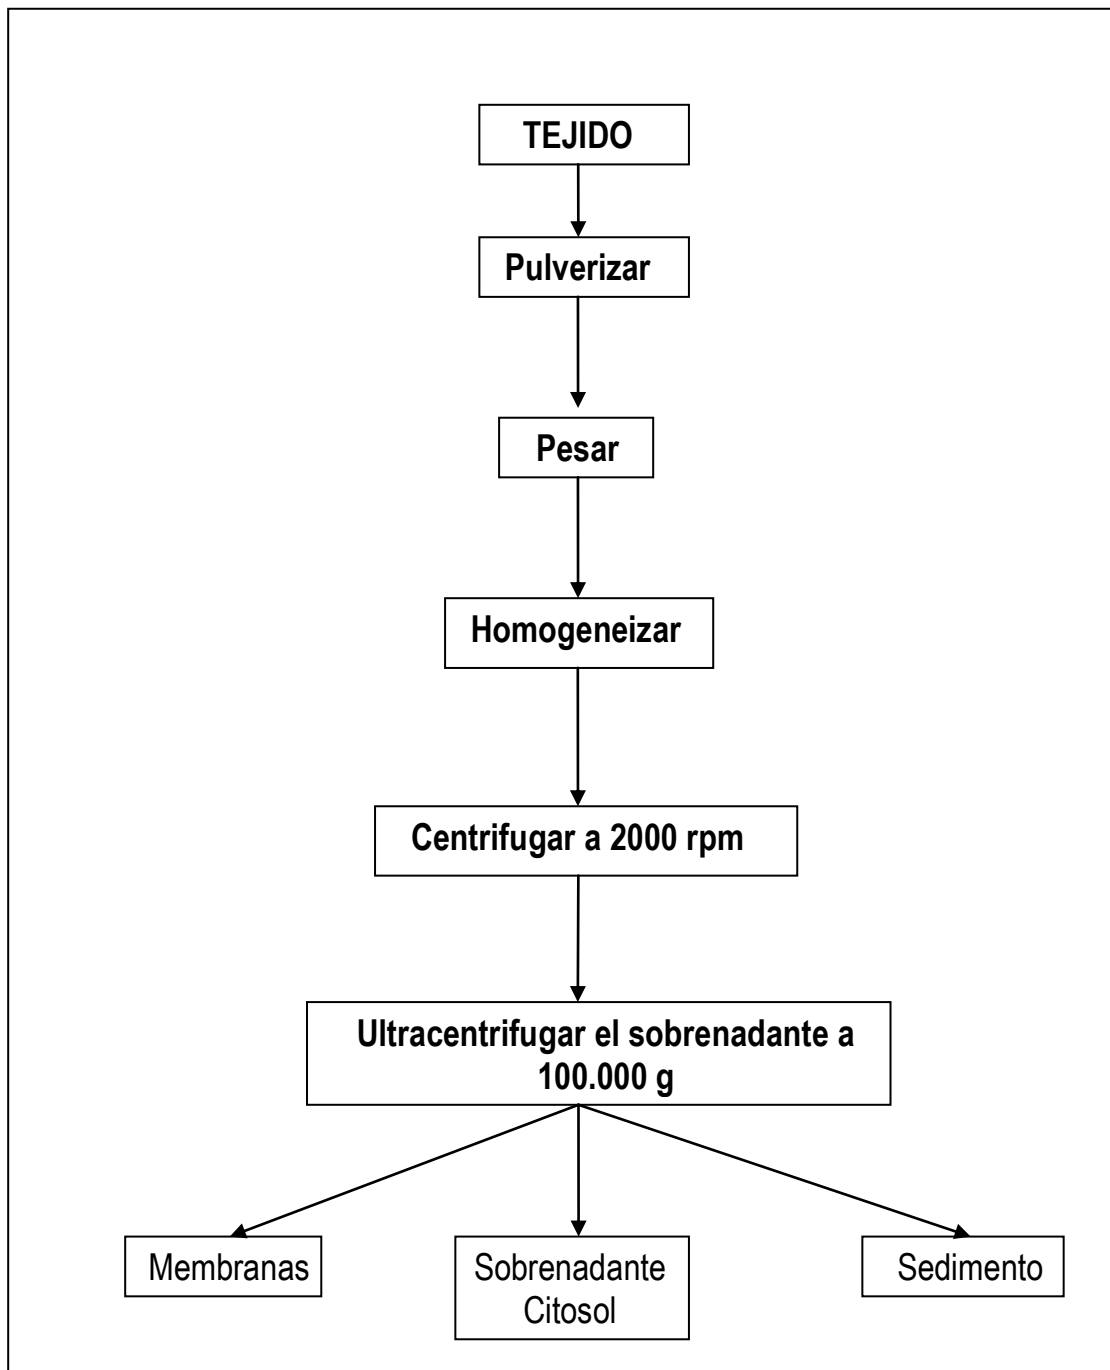 TEJIDO
Pulverizar
Pesar
Homogeneizar
Centrifugar a 2000 rpm
Ultracentrifugar el sobrenadante a
100.000 g
Membranas
Sobrenadante
Citosol
Sedimento